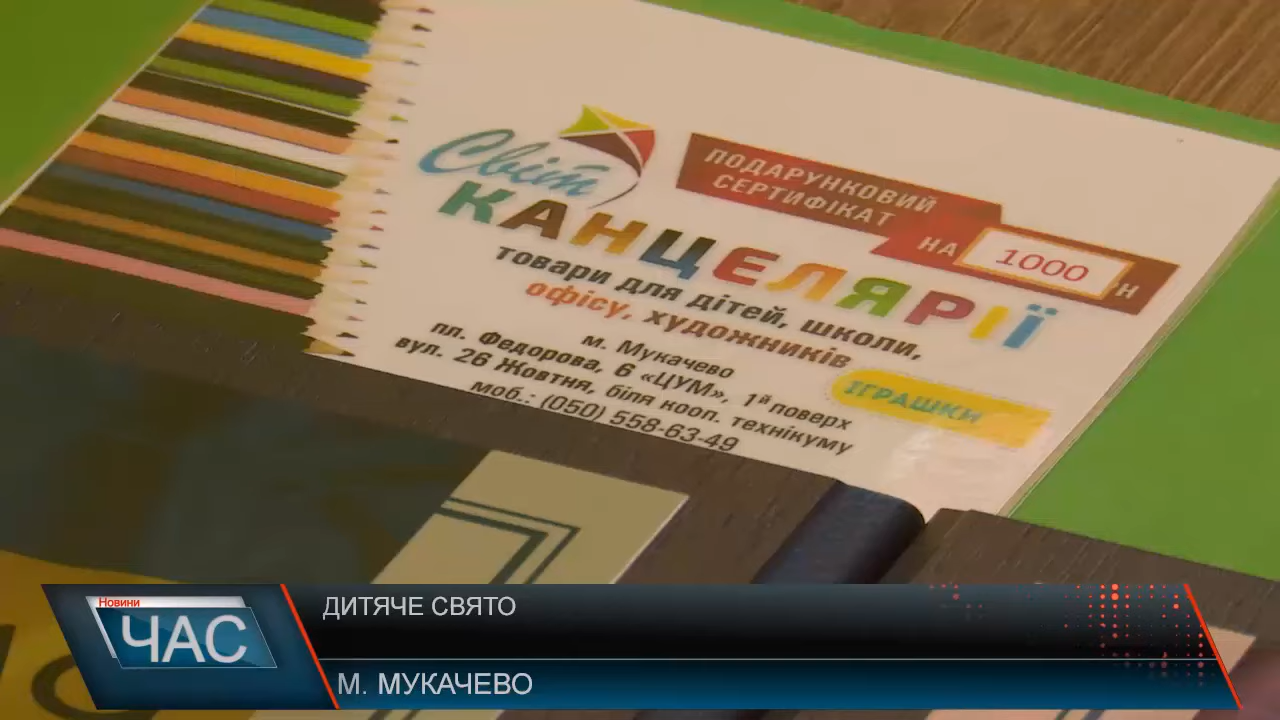 Світ
КАНЦЕЛЯРІЇ
ПОДАРУНКОВИЙ
СЕРТИФІКАТ
НА 1000
товари для дітей, школи,
офісу, художників
ІГРАШКИ
м. Мукачево
пл. Федорова, 6 «ЦУМ», 1й поверх
вул. 26 Жовтня, біля кооп. технікуму
моб.: (050) 558-63-49
Новини
ЧАС
ДИТЯЧЕ СВЯТО
М. МУКАЧЕВО